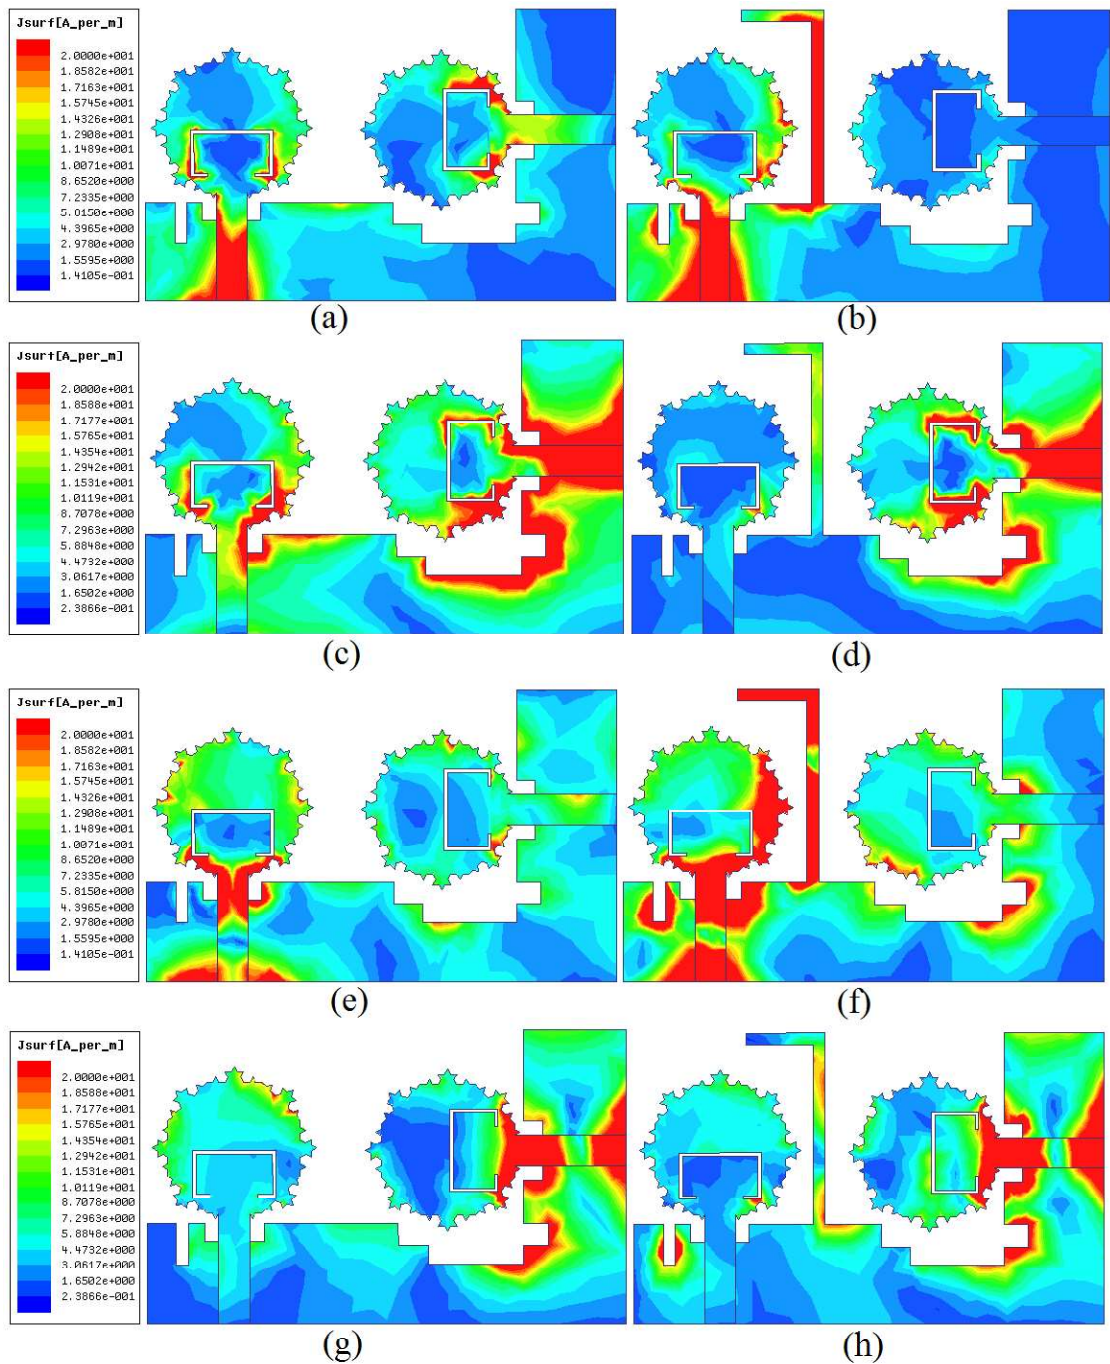 Jsurf[A_per_m]
2.0000e+001
1.8582e+001
1.7163e+001
1.5745e+001
1.4326e+001
1.2908e+001
1.1489e+001
1.0071e+001
8.6520e+000
7.2335e+000
5.0150e+000
4.3965e+000
2.9780e+000
1.5595e+000
1.4105e-001
(a)
(b)
Jsurf[A_per_m]
2.0000e+001
1.8588e+001
1.7177e+001
1.5765e+001
1.4354e+001
1.2942e+001
1.1531e+001
1.0119e+001
8.7078e+000
7.2963e+000
5.8848e+000
4.4732e+000
3.0617e+000
1.6502e+000
2.3866e-001
(c)
(d)
Jsurf[A_per_m]
2.0000e+001
1.8582e+001
1.7163e+001
1.5745e+001
1.4326e+001
1.2908e+001
1.1489e+001
1.0071e+001
8.6520e+000
7.2335e+000
5.8150e+000
4.3965e+000
2.9780e+000
1.5595e+000
1.4105e-001
(e)
(f)
Jsurf[A_per_m]
2.0000e+001
1.8588e+001
1.7177e+001
1.5765e+001
1.4354e+001
1.2942e+001
1.1531e+001
1.0119e+001
8.7078e+000
7.2963e+000
5.8848e+000
4.4732e+000
3.0617e+000
1.6502e+000
2.3866e-001
(g)
(h)